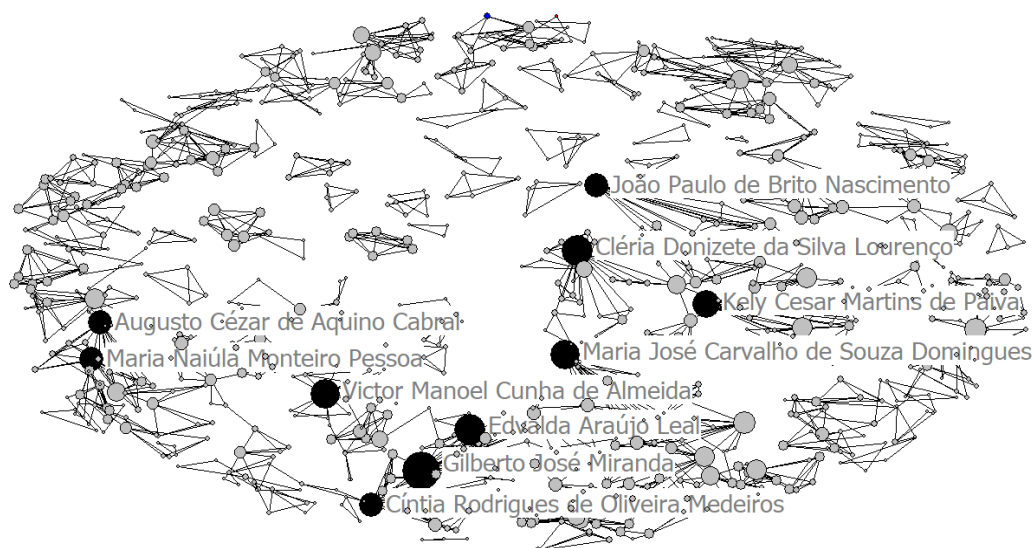 João Paulo de Brito Nascimento
Cléria Donizete da Silva Lourenço
Kely Cesar Martins de Paiva
Augusto Cézar de Aquino Cabral
Maria José Carvalho de Souza Domingues
Maria Naiúla Monteiro Pessoa
Victor Manoel Cunha de Almeida
Edvalda Araújo Leal
Gilberto José Miranda
Cíntia Rodrigues de Oliveira Medeiros